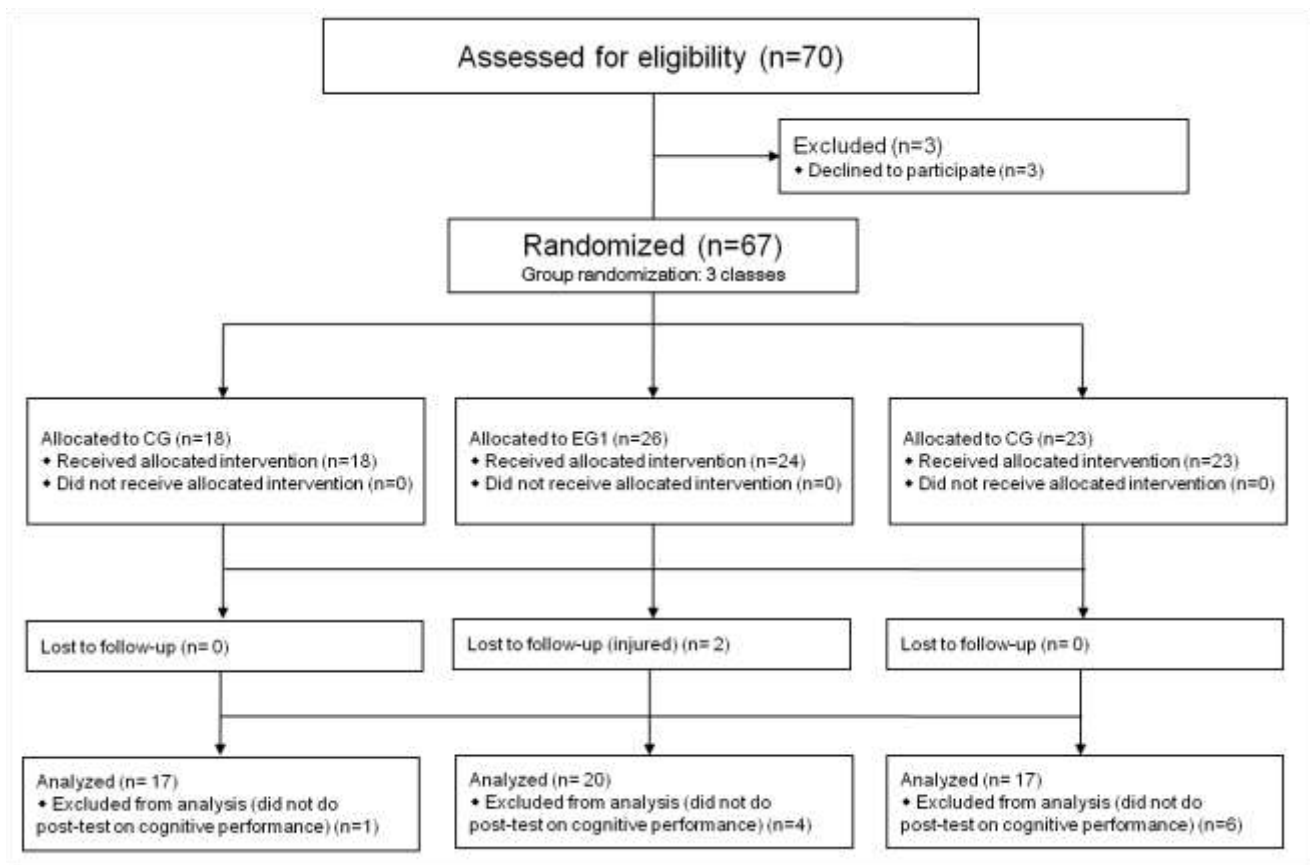 Assessed for eligibility (n=70)
Excluded (n=3)
◆ Declined to participate (n=3)
Randomized (n=67)
Group randomization: 3 classes
Allocated to CG (n=18)
◆ Received allocated intervention (n=18)
◆ Did not receive allocated intervention (n=0)
Allocated to EG1 (n=26)
◆ Received allocated intervention (n=24)
◆ Did not receive allocated intervention (n=0)
Allocated to CG (n=23)
◆ Received allocated intervention (n=23)
◆ Did not receive allocated intervention (n=0)
Lost to follow-up (n= 0)
Lost to follow-up (injured) (n= 2)
Lost to follow-up (n= 0)
Analyzed (n= 17)
◆ Excluded from analysis (did not do
post-test on cognitive performance) (n=1)
Analyzed (n= 20)
◆ Excluded from analysis (did not do
post-test on cognitive performance) (n=4)
Analyzed (n= 17)
◆ Excluded from analysis (did not do
post-test on cognitive performance) (n=6)